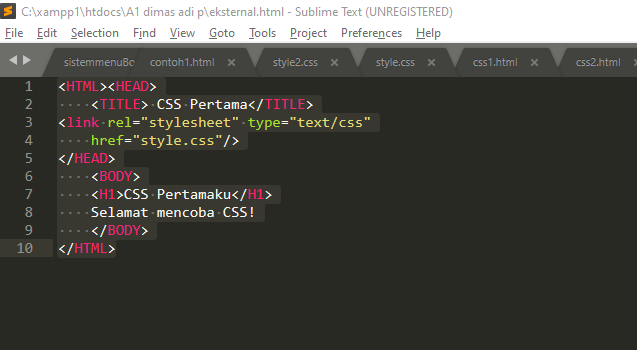 C:\xampp1\htdocs\A1 dimas adi p\eksternal.html - Sublime Text (UNREGISTERED)
File Edit Selection Find View Goto Tools Project Preferences Help
sistemmenuBo contoh1.html × style2.css × style.css × css1.html × css2.html ×
1 <HTML><HEAD>
2 <TITLE> CSS Pertama</TITLE>
3 <link rel="stylesheet" type="text/css"
4 href="style.css"/>
5 </HEAD>
6 <BODY>
7 <H1>CSS Pertamaku</H1>
8 Selamat mencoba CSS!
9 </BODY>
10 </HTML>